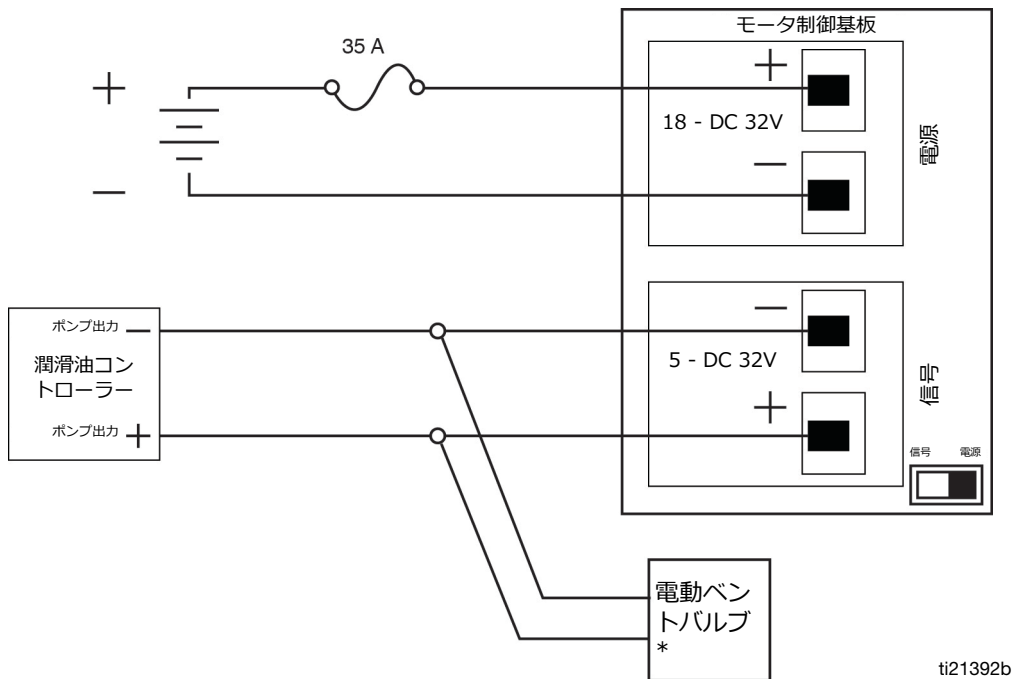 モータ制御基板
35 A
+
+
18 - DC 32V
電源
−
−
ポンプ出力 −
潤滑油コン
トローラー
ポンプ出力 +
−
5 - DC 32V
+
信号
信号 電源
電動ベン
トバルブ
*
ti21392b